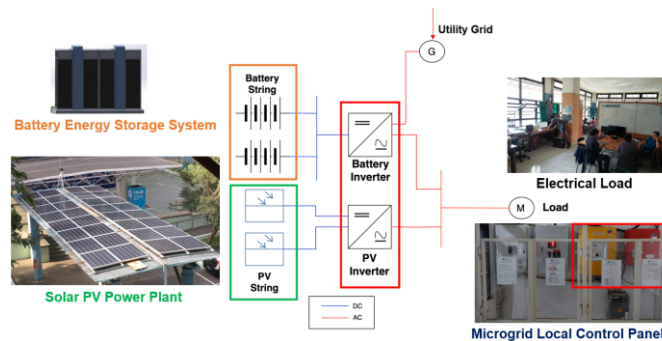 Utility Grid
G
Battery
String
Battery Energy Storage System
Battery
Inverter
Electrical Load
M
Load
PV
Inverter
PV
String
Solar PV Power Plant
DC
AC
Microgrid Local Control Panel